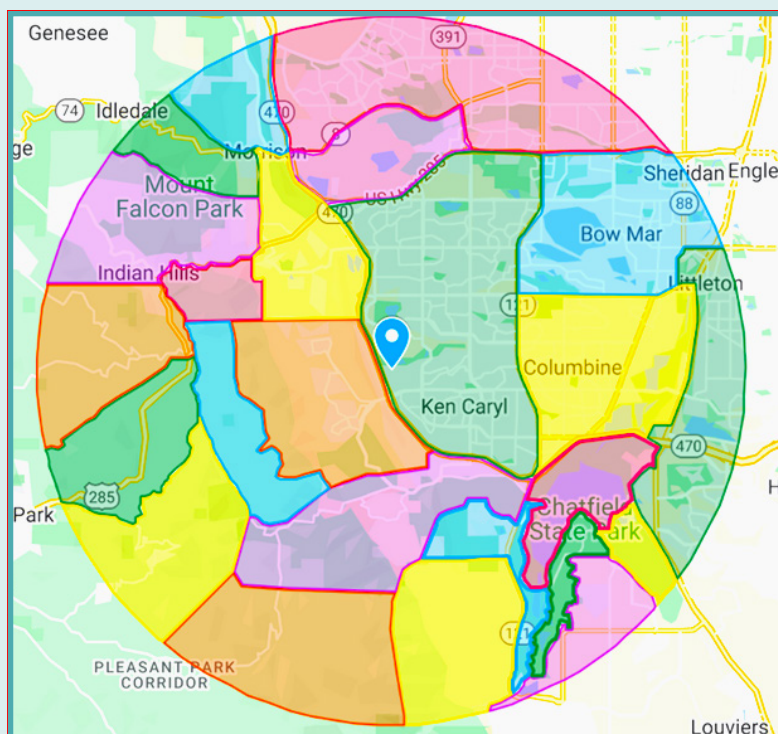 Genesee
391
74
Idledale
470
8
ge
Morrison
Sheridan
Engle
Mount
Falcon Park
US Hwy 285
88
470
Bow Mar
Indian Hills
Littleton
121
Columbine
Ken Caryl
470
285
H
Park
Chatfield
State Park
121
PLEASANT PARK
CORRIDOR
Louviers